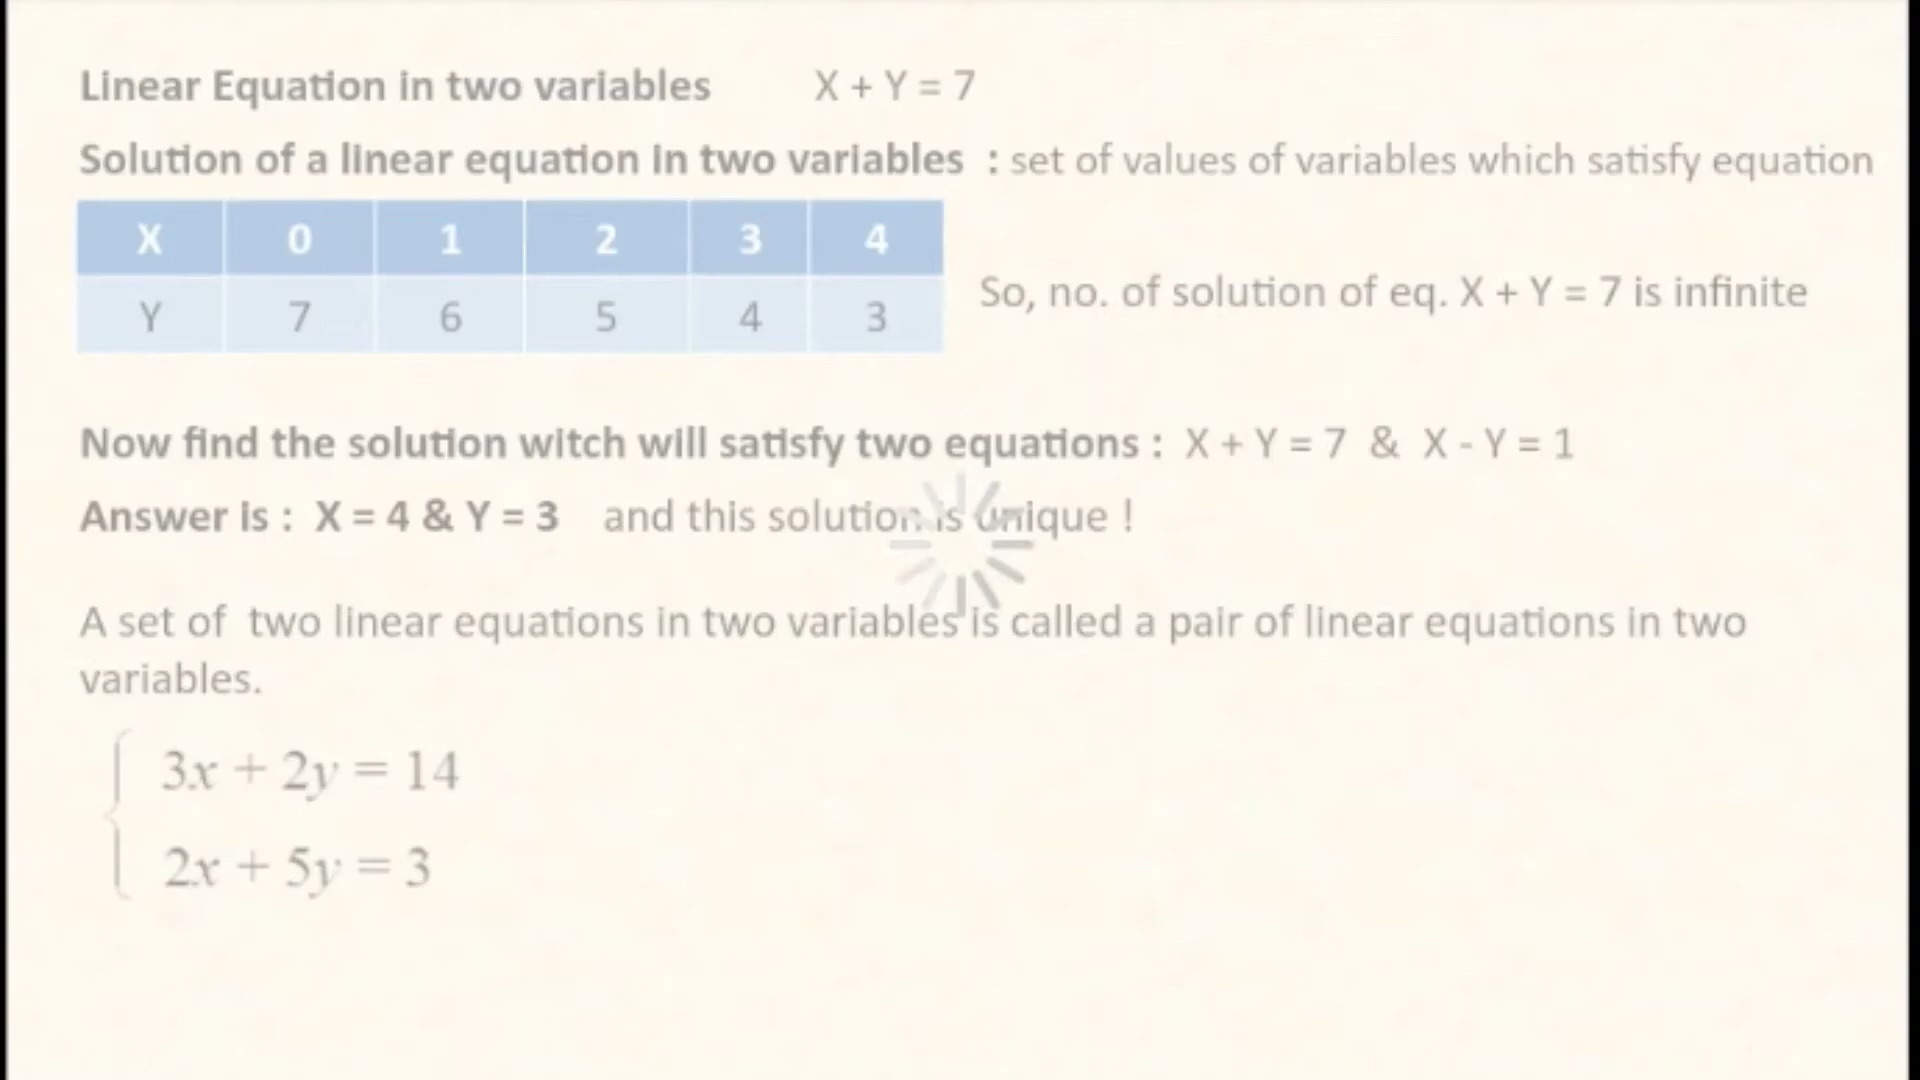 Linear Equation in two variables X + Y = 7
Solution of a linear equation in two variables : set of values of variables which satisfy equation
X 0 1 2 3 4
Y 7 6 5 4 3
So, no. of solution of eq. X + Y = 7 is infinite
Now find the solution witch will satisfy two equations : X + Y = 7 & X - Y = 1
Answer is : X = 4 & Y = 3 and this solution is unique !
A set of two linear equations in two variables is called a pair of linear equations in two
variables.
3x + 2y = 14
2x + 5y = 3